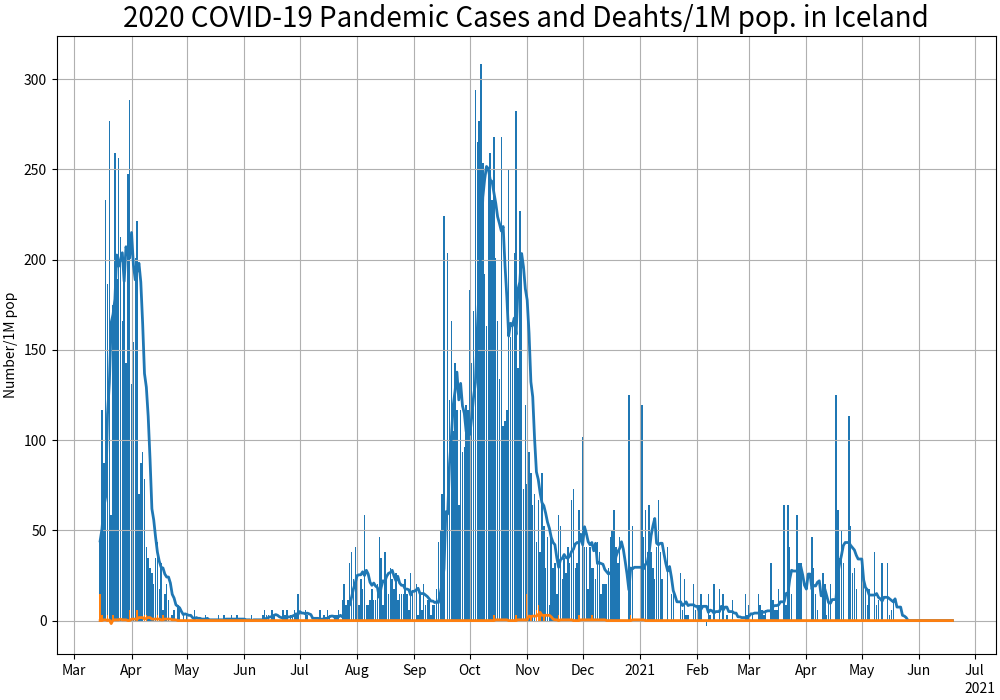 2020 COVID-19 Pandemic Cases and Deahts/1M pop. in Iceland
Number/1M pop
300
250
200
150
100
50
0
Mar Apr May Jun Jul Aug Sep Oct Nov Dec 2021 Feb Mar Apr May Jun Jul
2021